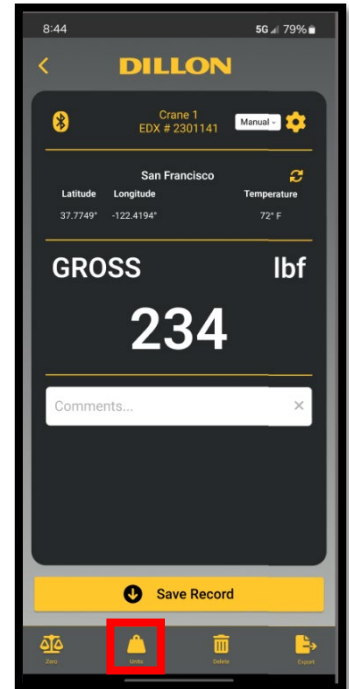 8:44 5G 79%
DILLON
Crane 1
EDX # 2301141
Manual -
San Francisco
Latitude Longitude Temperature
37.7749° -122.4194° 72° F
GROSS lbf
234
Comments... ×
Save Record
Zero Units Delete Export